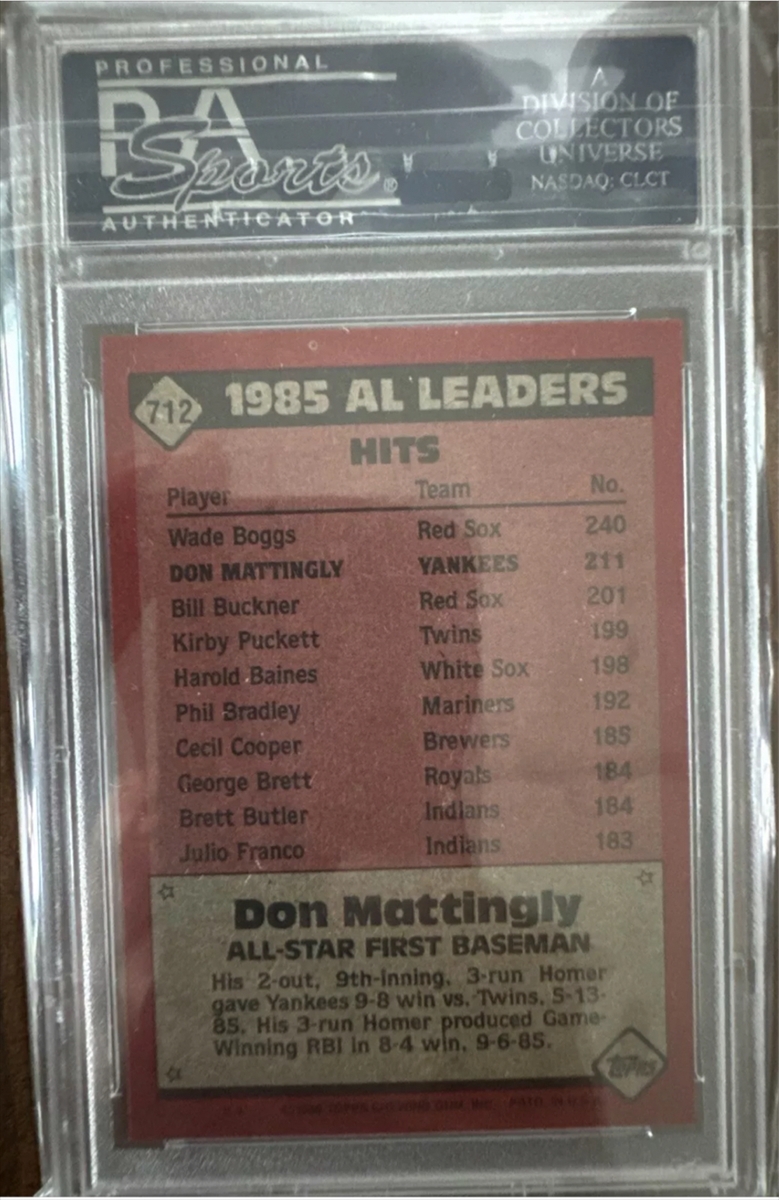 PROFESSIONAL
PSA
Sports®
AUTHENTICATOR
A
DIVISION OF
COLLECTORS
UNIVERSE
NASDAQ: CLCT
712 1985 AL LEADERS
HITS
Player Team No.
Wade Boggs Red Sox 240
DON MATTINGLY YANKEES 211
Bill Buckner Red Sox 201
Kirby Puckett Twins 199
Harold Baines White Sox 198
Phil Bradley Mariners 192
Cecil Cooper Brewers 185
George Brett Royals 184
Brett Butler Indians 184
Julio Franco Indians 183
Don Mattingly
ALL-STAR FIRST BASEMAN
His 2-out, 9th-inning, 3-run Homer
gave Yankees 9-8 win vs. Twins, 5-13-
85. His 3-run Homer produced Game-
Winning RBI in 8-4 win, 9-6-85.
TOPPS
©1986 TOPPS CHEWING GUM, INC.